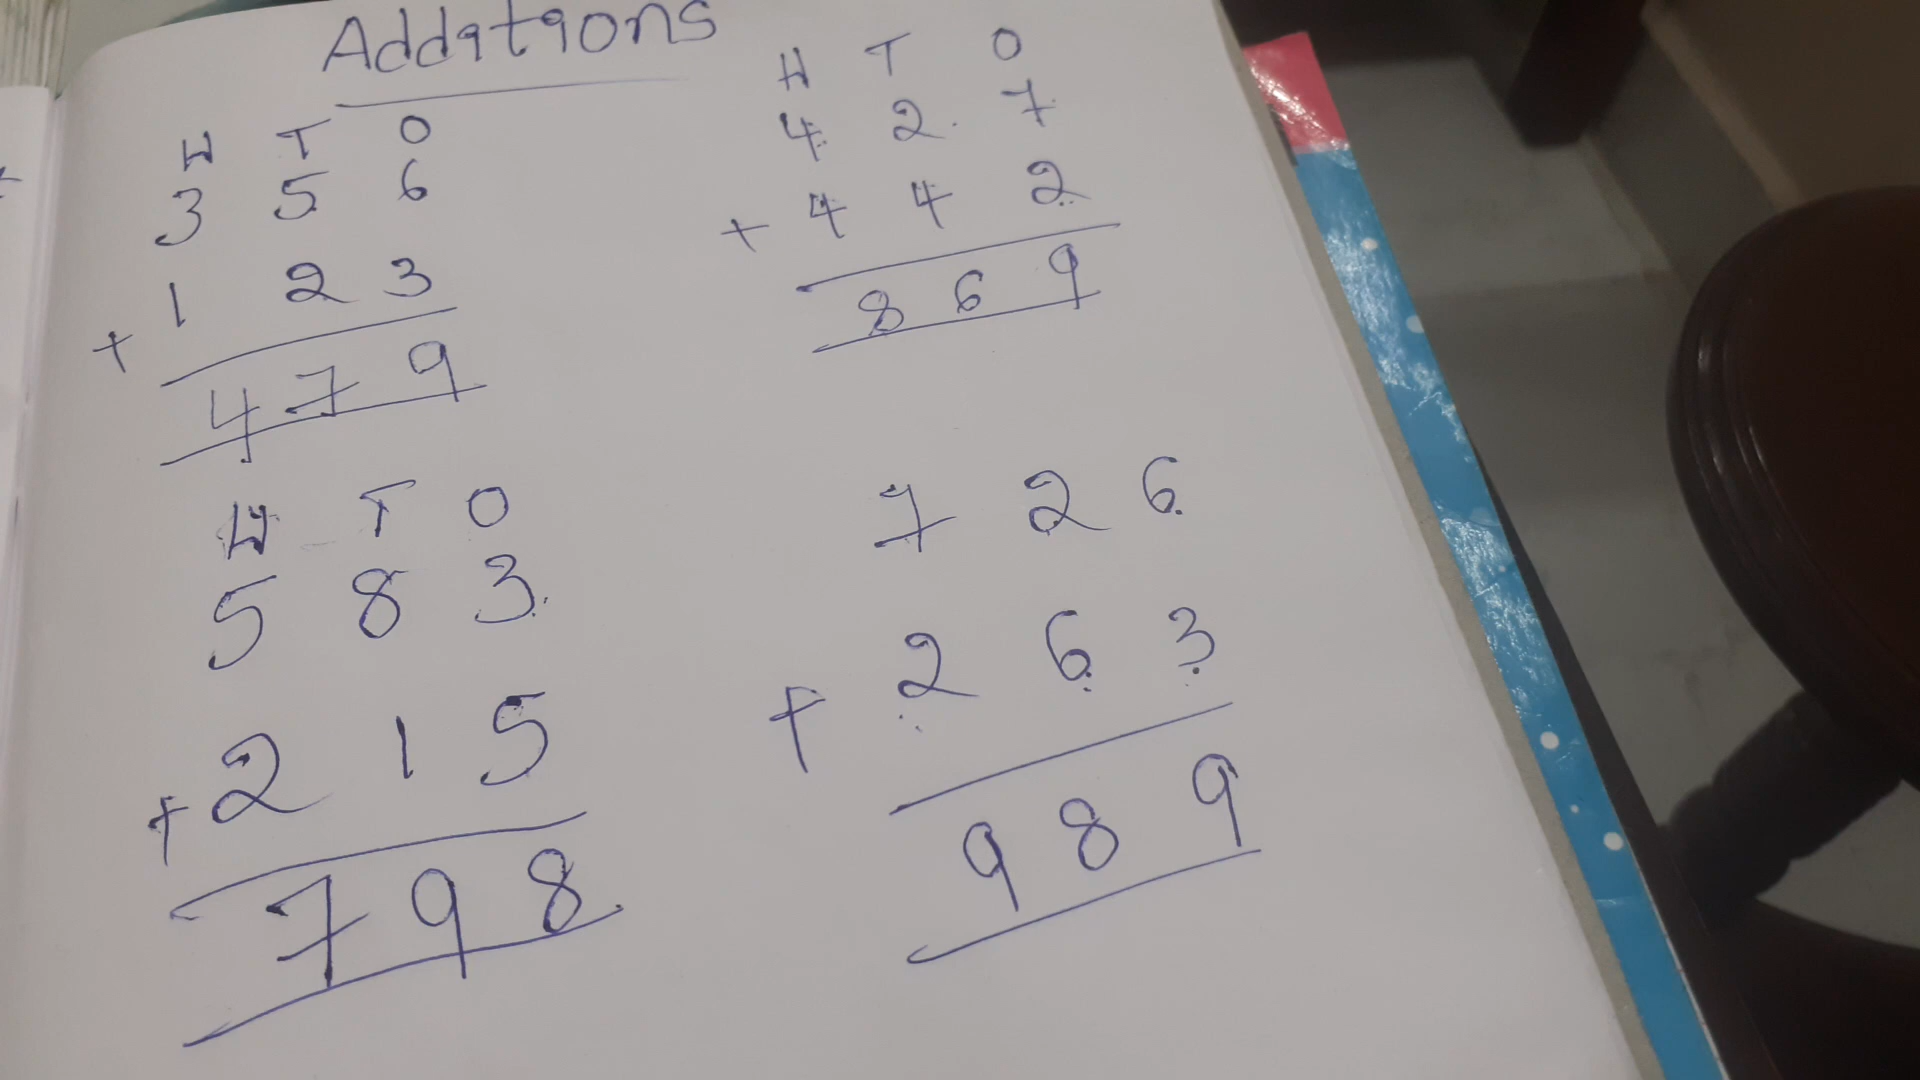 Additions
H T O
3 5 6
+ 1 2 3
4 7 9
H T O
4 2 7
+ 4 4 2
8 6 9
H T O
5 8 3
+ 2 1 5
7 9 8
7 2 6
+ 2 6 3
9 8 9